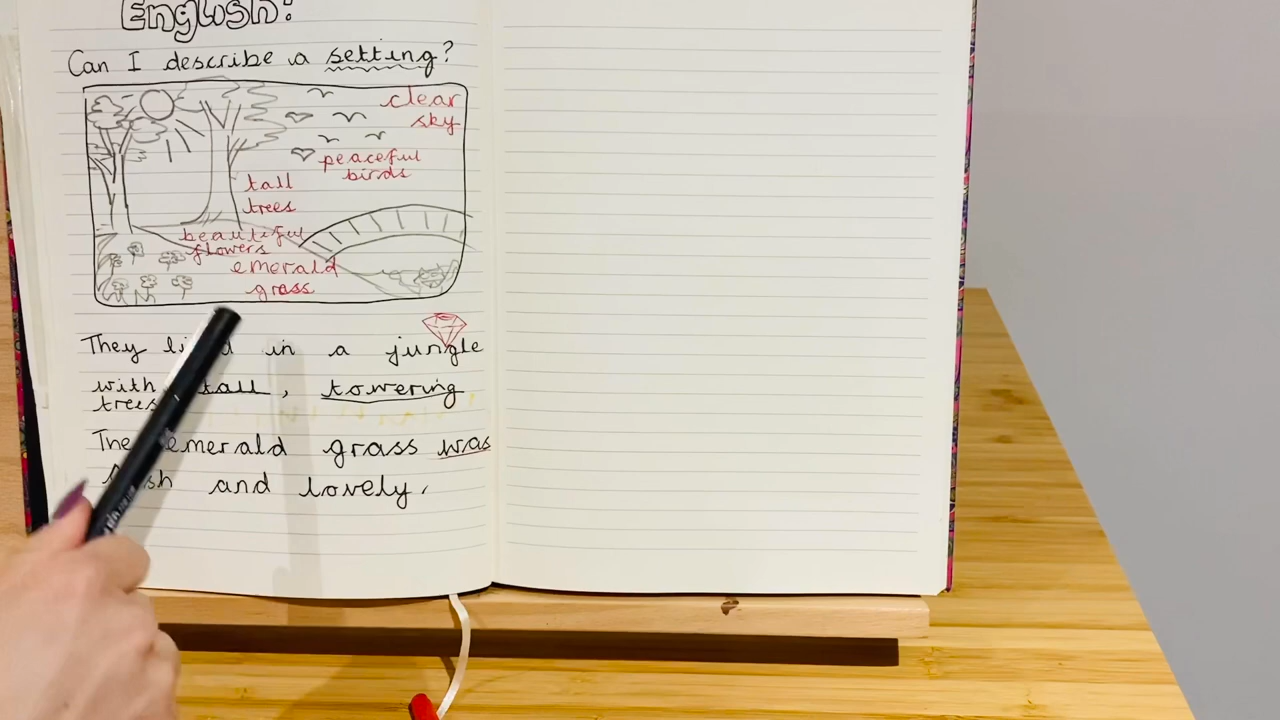 English:
Can I describe a setting?
clear
sky
peaceful
birds
tall
trees
beautiful
flowers
emerald
grass
They in a jungle
with tall, towering
trees
The emerald grass was
and lovely.